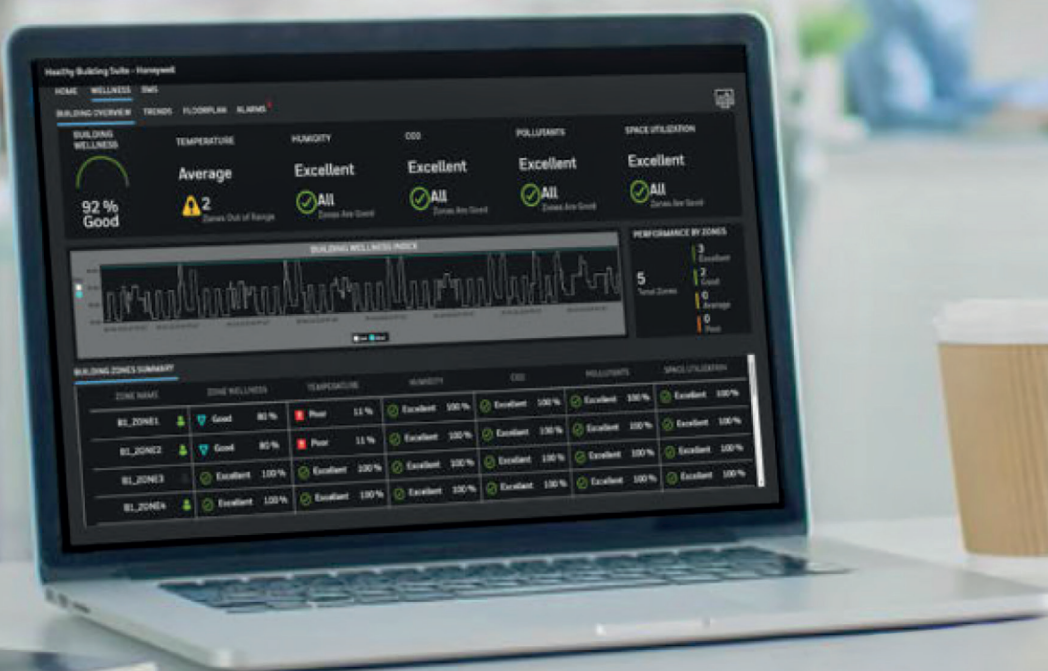 Healthy Building Suite - Honeywell
HOME WELLNESS BMS
BUILDING OVERVIEW TRENDS FLOORPLAN ALARMS
BUILDING WELLNESS TEMPERATURE HUMIDITY CO2 POLLUTANTS SPACE UTILIZATION
92 % Good
Average Excellent Excellent Excellent Excellent
2 All All All All
Zones Out of Range Zones Are Good Zones Are Good Zones Are Good Zones Are Good
BUILDING WELLNESS INDEX
PERFORMANCE BY ZONES
5 Total Zones
3 Excellent
2 Good
0 Average
0 Poor
BUILDING ZONES SUMMARY
ZONE NAME ZONE WELLNESS TEMPERATURE HUMIDITY CO2 POLLUTANTS SPACE UTILIZATION
B1_ZONE1 Good 80 % Poor 11 % Excellent 100 % Excellent 100% Excellent 100% Excellent 100%
B1_ZONE2 Good 80 % Poor 11 % Excellent 100% Excellent 100% Excellent 100% Excellent 100%
B1_ZONE3 Excellent 100 % Excellent 100% Excellent 100% Excellent 100% Excellent 100% Excellent 100%
B1_ZONE4 Excellent 100 % Excellent 100% Excellent 100% Excellent 100% Excellent 100% Excellent 100%